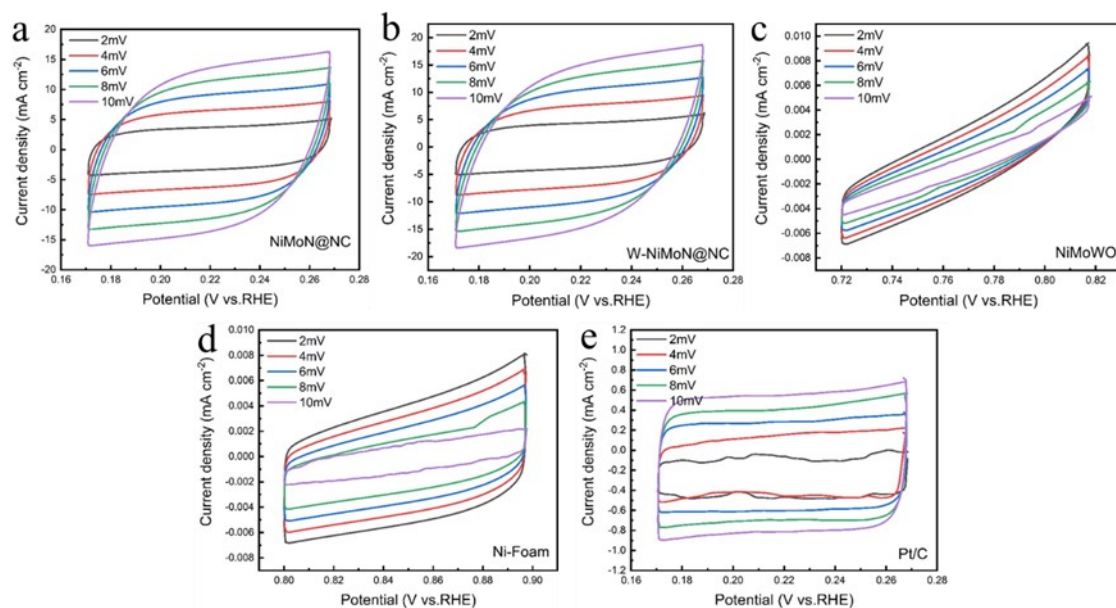 a
2mV
4mV
6mV
8mV
10mV
20
15
10
5
0
-5
-10
-15
-20
Current density (mA cm⁻²)
NiMoN@NC
0.16 0.18 0.20 0.22 0.24 0.26 0.28
Potential (V vs.RHE)
b
2mV
4mV
6mV
8mV
10mV
20
15
10
5
0
-5
-10
-15
-20
Current density (mA cm⁻²)
W-NiMoN@NC
0.16 0.18 0.20 0.22 0.24 0.26 0.28
Potential (V vs.RHE)
c
2mV
4mV
6mV
8mV
10mV
0.010
0.008
0.006
0.004
0.002
0.000
-0.002
-0.004
-0.006
-0.008
Current density (mA cm⁻²)
NiMoWO
0.72 0.74 0.76 0.78 0.80 0.82
Potential (V vs.RHE)
d
2mV
4mV
6mV
8mV
10mV
0.010
0.008
0.006
0.004
0.002
0.000
-0.002
-0.004
-0.006
-0.008
Current density (mA cm⁻²)
Ni-Foam
0.80 0.82 0.84 0.86 0.88 0.90
Potential (V vs.RHE)
e
2mV
4mV
6mV
8mV
10mV
1.2
1.0
0.8
0.6
0.4
0.2
0.0
-0.2
-0.4
-0.6
-0.8
-1.0
-1.2
Current density (mA cm⁻²)
Pt/C
0.16 0.18 0.20 0.22 0.24 0.26 0.28
Potential (V vs.RHE)